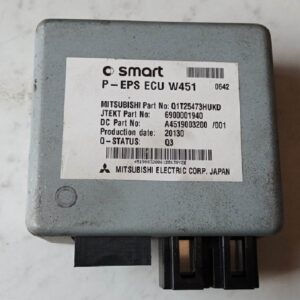 smart
P-EPS ECU W451 0642
MITSUBISHI Part No: Q1T25473HUKD
JTEKT Part No: 6900001940
DC Part No: A4519003200 /001
Production date: 20130
Q-STATUS: Q3
MITSUBISHI ELECTRIC CORP. JAPAN